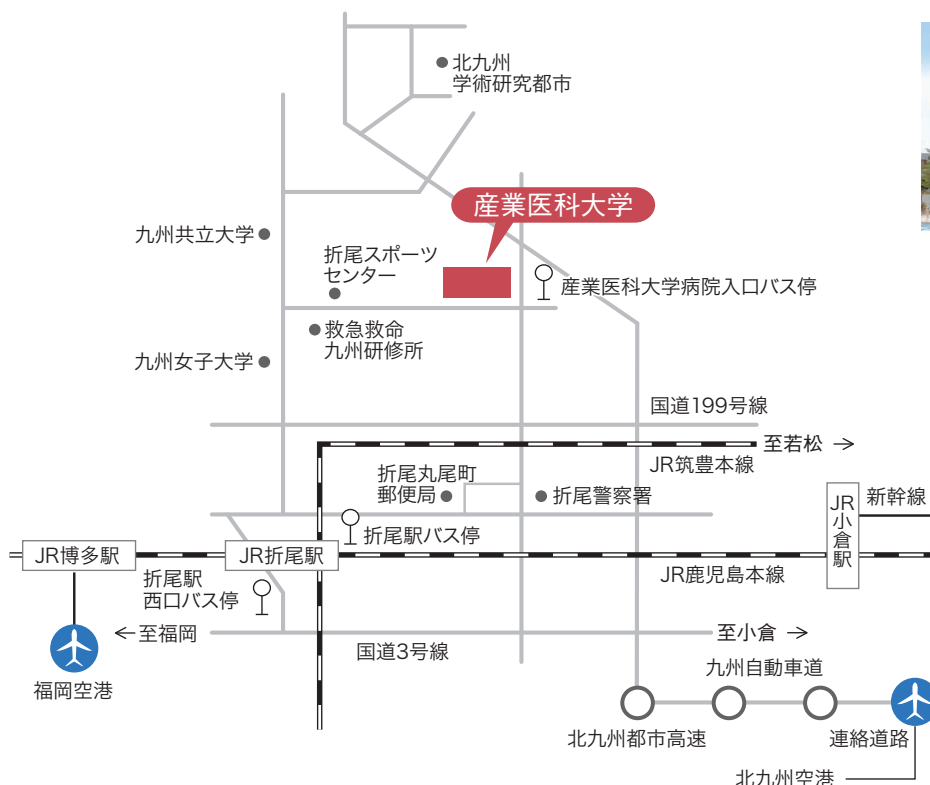 北九州
学術研究都市
産業医科大学
九州共立大学
折尾スポーツ
センター
産業医科大学病院入口バス停
救急救命
九州研修所
九州女子大学
国道199号線
至若松
JR筑豊本線
折尾丸尾町
郵便局
折尾警察署
JR
小
倉
駅
新幹線
折尾駅バス停
JR博多駅
JR折尾駅
JR鹿児島本線
折尾駅
西口バス停
至福岡
至小倉
国道3号線
九州自動車道
福岡空港
北九州都市高速
連絡道路
北九州空港